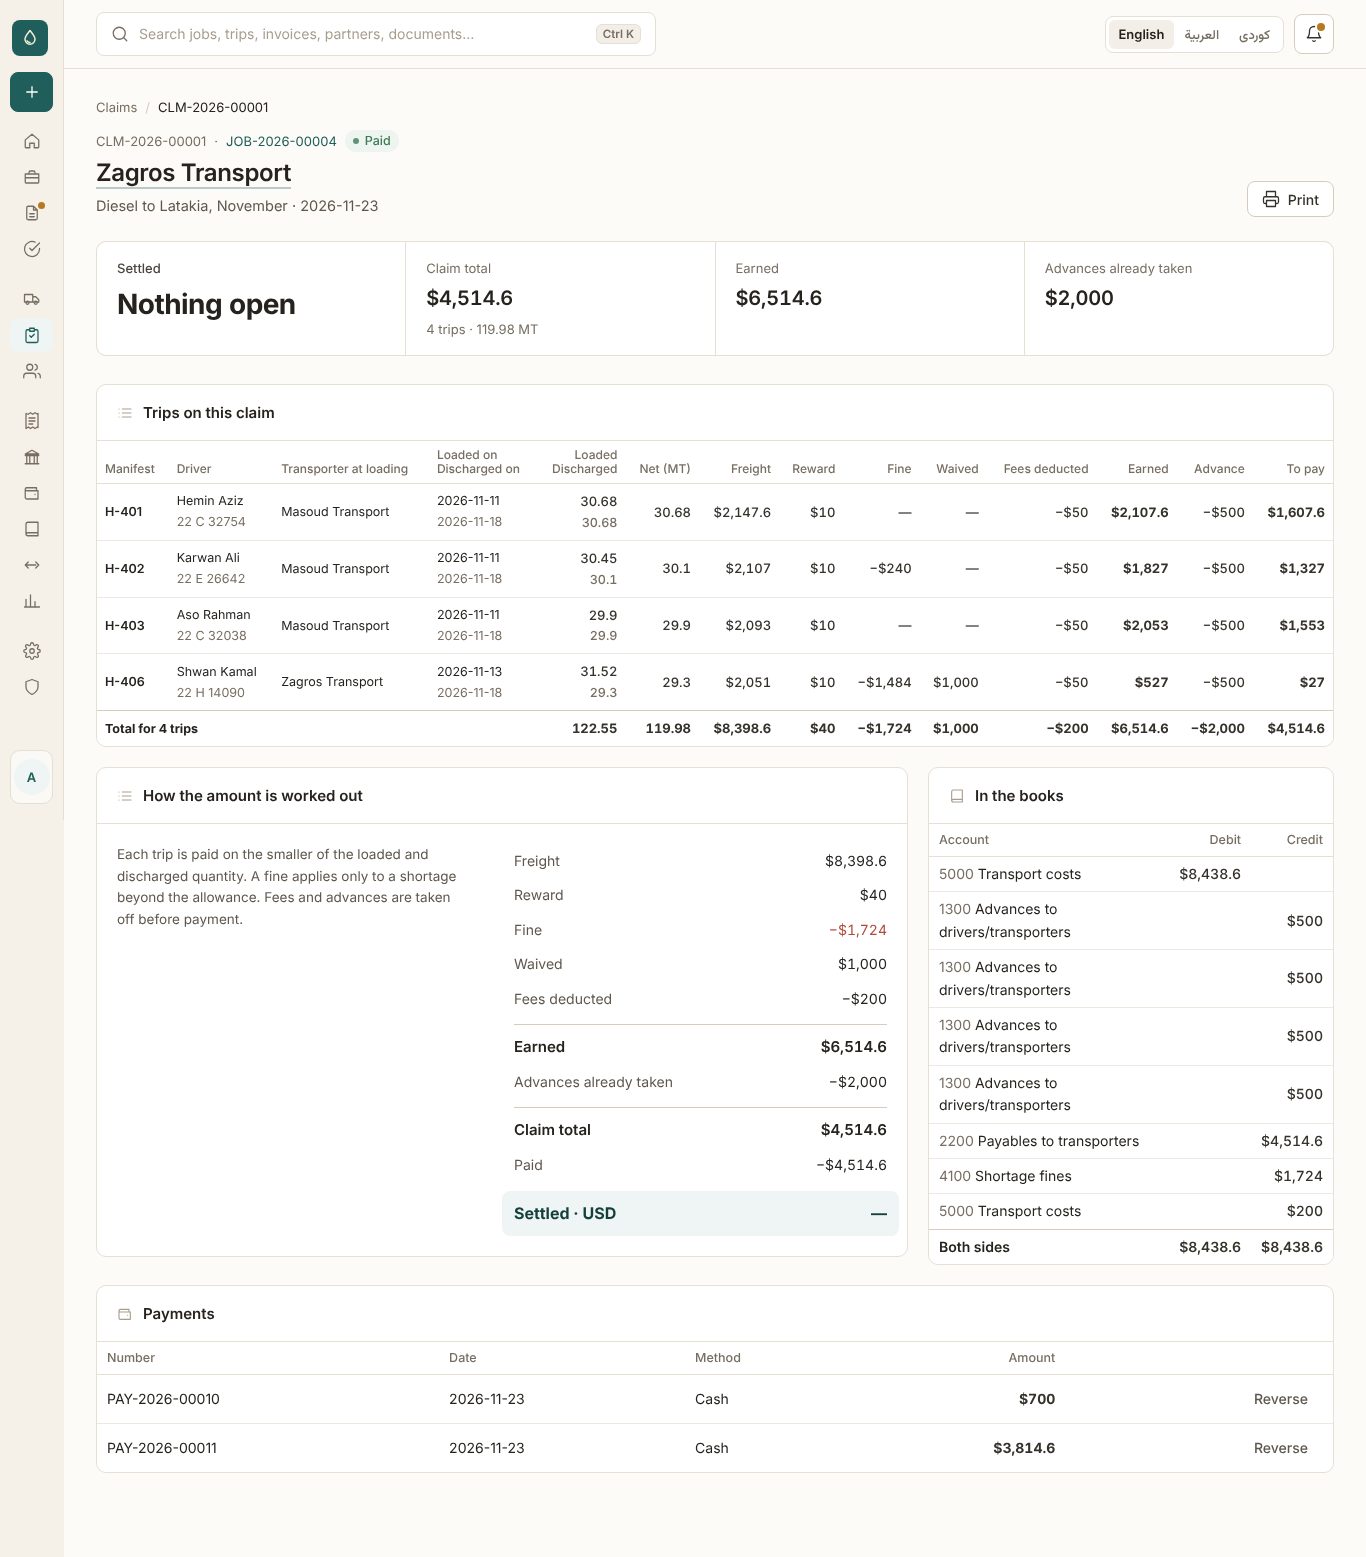 Search jobs, trips, invoices, partners, documents...
Ctrl K
English
العربية
کوردی
Claims / CLM-2026-00001
CLM-2026-00001 · JOB-2026-00004 Paid
Zagros Transport
Diesel to Latakia, November · 2026-11-23
Print
Settled
Nothing open
Claim total
$4,514.6
4 trips · 119.98 MT
Earned
$6,514.6
Advances already taken
$2,000
Trips on this claim
Manifest Driver Transporter at loading Loaded on Discharged on Loaded Discharged Net (MT) Freight Reward Fine Waived Fees deducted Earned Advance To pay
H-401 Hemin Aziz 22 C 32754 Masoud Transport 2026-11-11 2026-11-18 30.68 30.68 30.68 $2,147.6 $10 — — −$50 $2,107.6 −$500 $1,607.6
H-402 Karwan Ali 22 E 26642 Masoud Transport 2026-11-11 2026-11-18 30.45 30.1 30.1 $2,107 $10 −$240 — −$50 $1,827 −$500 $1,327
H-403 Aso Rahman 22 C 32038 Masoud Transport 2026-11-11 2026-11-18 29.9 29.9 29.9 $2,093 $10 — — −$50 $2,053 −$500 $1,553
H-406 Shwan Kamal 22 H 14090 Zagros Transport 2026-11-13 2026-11-18 31.52 29.3 29.3 $2,051 $10 −$1,484 $1,000 −$50 $527 −$500 $27
Total for 4 trips 122.55 119.98 $8,398.6 $40 −$1,724 $1,000 −$200 $6,514.6 −$2,000 $4,514.6
A
How the amount is worked out
Each trip is paid on the smaller of the loaded and
discharged quantity. A fine applies only to a shortage
beyond the allowance. Fees and advances are taken
off before payment.
Freight $8,398.6
Reward $40
Fine −$1,724
Waived $1,000
Fees deducted −$200
Earned $6,514.6
Advances already taken −$2,000
Claim total $4,514.6
Paid −$4,514.6
Settled · USD —
In the books
Account Debit Credit
5000 Transport costs $8,438.6
1300 Advances to
drivers/transporters $500
1300 Advances to
drivers/transporters $500
1300 Advances to
drivers/transporters $500
1300 Advances to
drivers/transporters $500
2200 Payables to transporters $4,514.6
4100 Shortage fines $1,724
5000 Transport costs $200
Both sides $8,438.6 $8,438.6
Payments
Number Date Method Amount
PAY-2026-00010 2026-11-23 Cash $700 Reverse
PAY-2026-00011 2026-11-23 Cash $3,814.6 Reverse